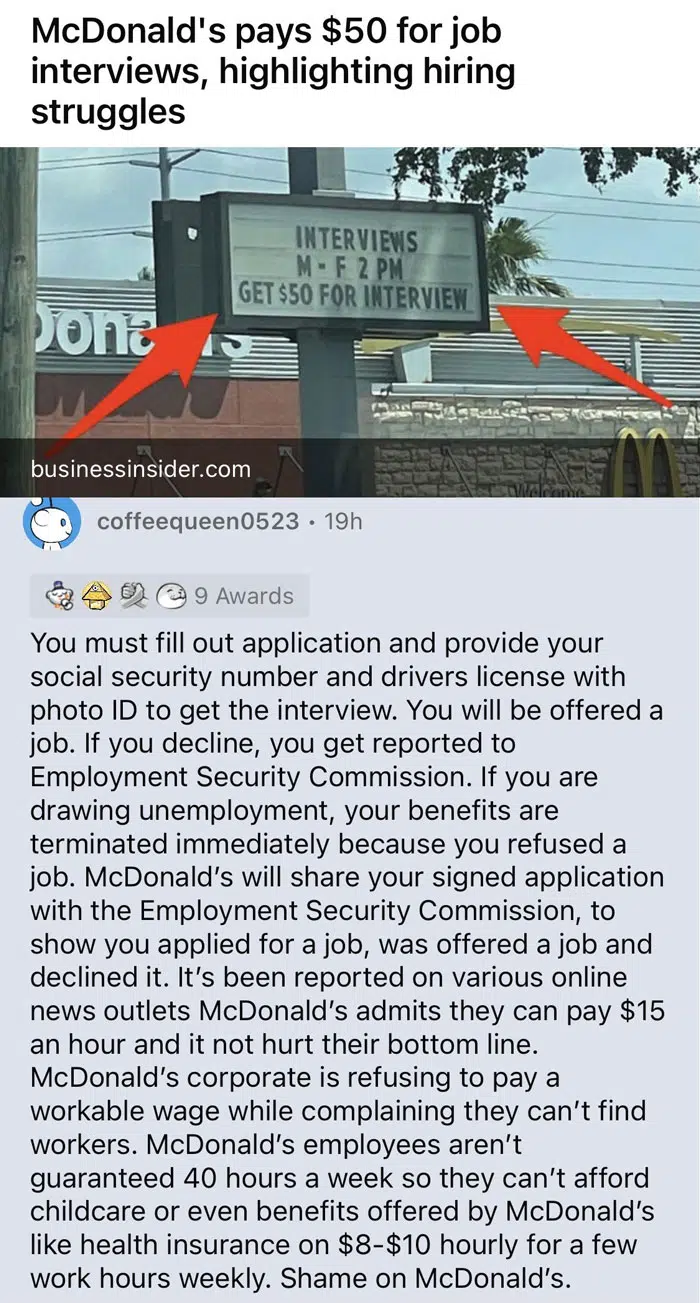 McDonald's pays $50 for job
interviews, highlighting hiring
struggles
INTERVIEWS
M - F 2 PM
GET $50 FOR INTERVIEW
Dona
s
Welcome
businessinsider.com
coffeequeen0523 • 19h
9 Awards
You must fill out application and provide your
social security number and drivers license with
photo ID to get the interview. You will be offered a
job. If you decline, you get reported to
Employment Security Commission. If you are
drawing unemployment, your benefits are
terminated immediately because you refused a
job. McDonald’s will share your signed application
with the Employment Security Commission, to
show you applied for a job, was offered a job and
declined it. It’s been reported on various online
news outlets McDonald’s admits they can pay $15
an hour and it not hurt their bottom line.
McDonald’s corporate is refusing to pay a
workable wage while complaining they can’t find
workers. McDonald’s employees aren’t
guaranteed 40 hours a week so they can’t afford
childcare or even benefits offered by McDonald’s
like health insurance on $8-$10 hourly for a few
work hours weekly. Shame on McDonald’s.